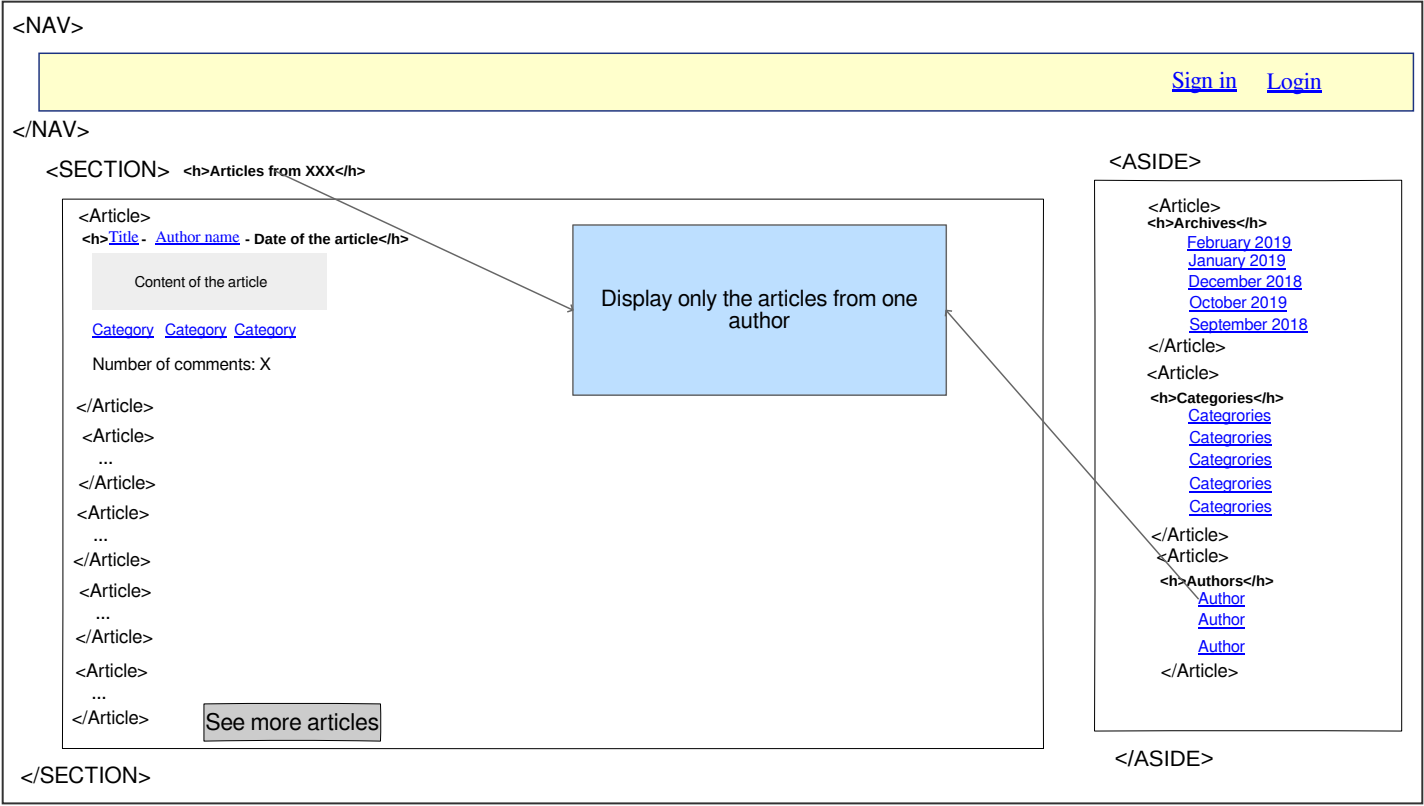 <NAV>
Sign in Login
</NAV>
<SECTION> <h>Articles from XXX</h>
<Article>
<h>Title - Author name - Date of the article</h>
Content of the article
Category Category Category
Number of comments: X
</Article>
<Article>
...
</Article>
<Article>
...
</Article>
<Article>
...
</Article>
<Article>
...
</Article>
See more articles
</SECTION>
Display only the articles from one
author
<ASIDE>
<Article>
<h>Archives</h>
February 2019
January 2019
December 2018
October 2019
September 2018
</Article>
<Article>
<h>Categories</h>
Categrories
Categrories
Categrories
Categrories
Categrories
</Article>
<Article>
<h>Authors</h>
Author
Author
Author
</Article>
</ASIDE>